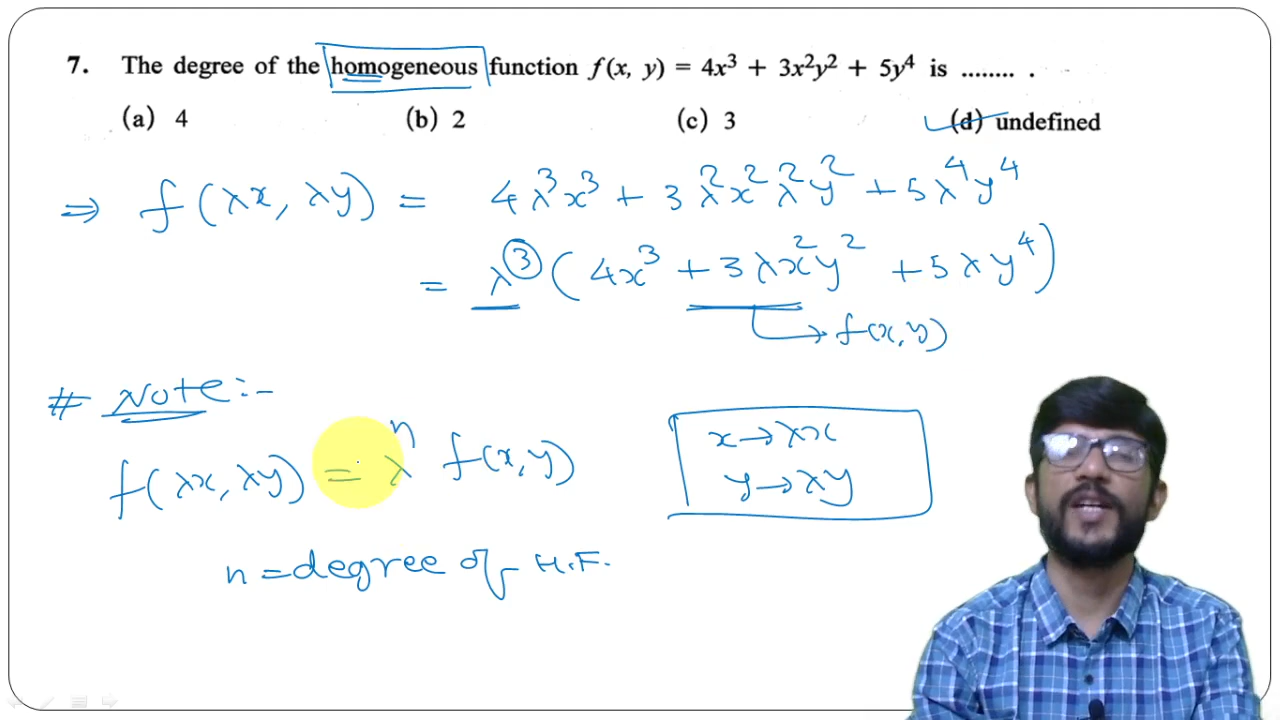 7. The degree of the homogeneous function f(x, y) = 4x³ + 3x²y² + 5y⁴ is ........ .
(a) 4 (b) 2 (c) 3 (d) undefined
⇒ f(λx, λy) = 4λ³x³ + 3λ²x²λ²y² + 5λ⁴y⁴
= λ³(4x³ + 3λx²y² + 5λy⁴)
→ f(x,y)
# Note:-
f(λx, λy) = λⁿ f(x,y)
x → λx
y → λy
n = degree of H.F.